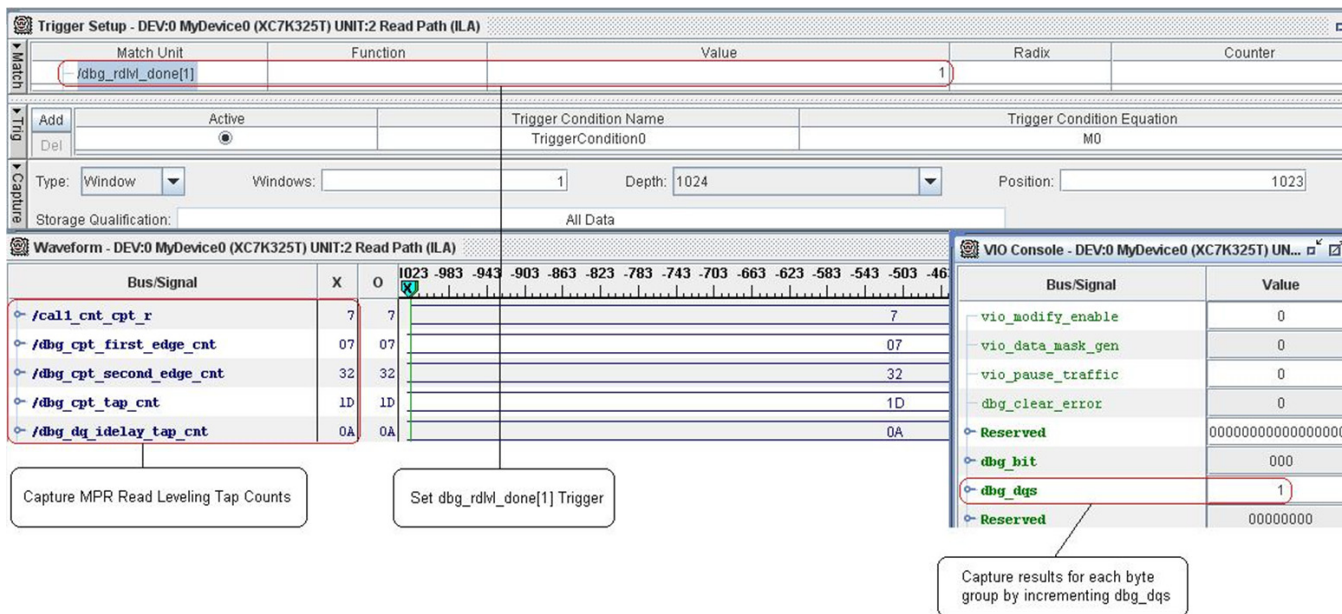 Trigger Setup - DEV:0 MyDevice0 (XC7K325T) UNIT:2 Read Path (ILA)
Match
Match Unit Function Value Radix Counter
/dbg_rdlvl_done[1] 1
Trig
Add Active Trigger Condition Name Trigger Condition Equation
Del TriggerCondition0 M0
Capture
Type: Window Windows: 1 Depth: 1024 Position: 1023
Storage Qualification: All Data
Waveform - DEV:0 MyDevice0 (XC7K325T) UNIT:2 Read Path (ILA)
Bus/Signal X O 1023 -983 -943 -903 -863 -823 -783 -743 -703 -663 -623 -583 -543 -503 -46
X
/cal1_cnt_cpt_r 7 7 7
/dbg_cpt_first_edge_cnt 07 07 07
/dbg_cpt_second_edge_cnt 32 32 32
/dbg_cpt_tap_cnt 1D 1D 1D
/dbg_dq_idelay_tap_cnt 0A 0A 0A
VIO Console - DEV:0 MyDevice0 (XC7K325T) UN...
Bus/Signal Value
vio_modify_enable 0
vio_data_mask_gen 0
vio_pause_traffic 0
dbg_clear_error 0
Reserved 00000000000000000
dbg_bit 000
dbg_dqs 1
Reserved 00000000
Capture MPR Read Leveling Tap Counts
Set dbg_rdlvl_done[1] Trigger
Capture results for each byte
group by incrementing dbg_dqs